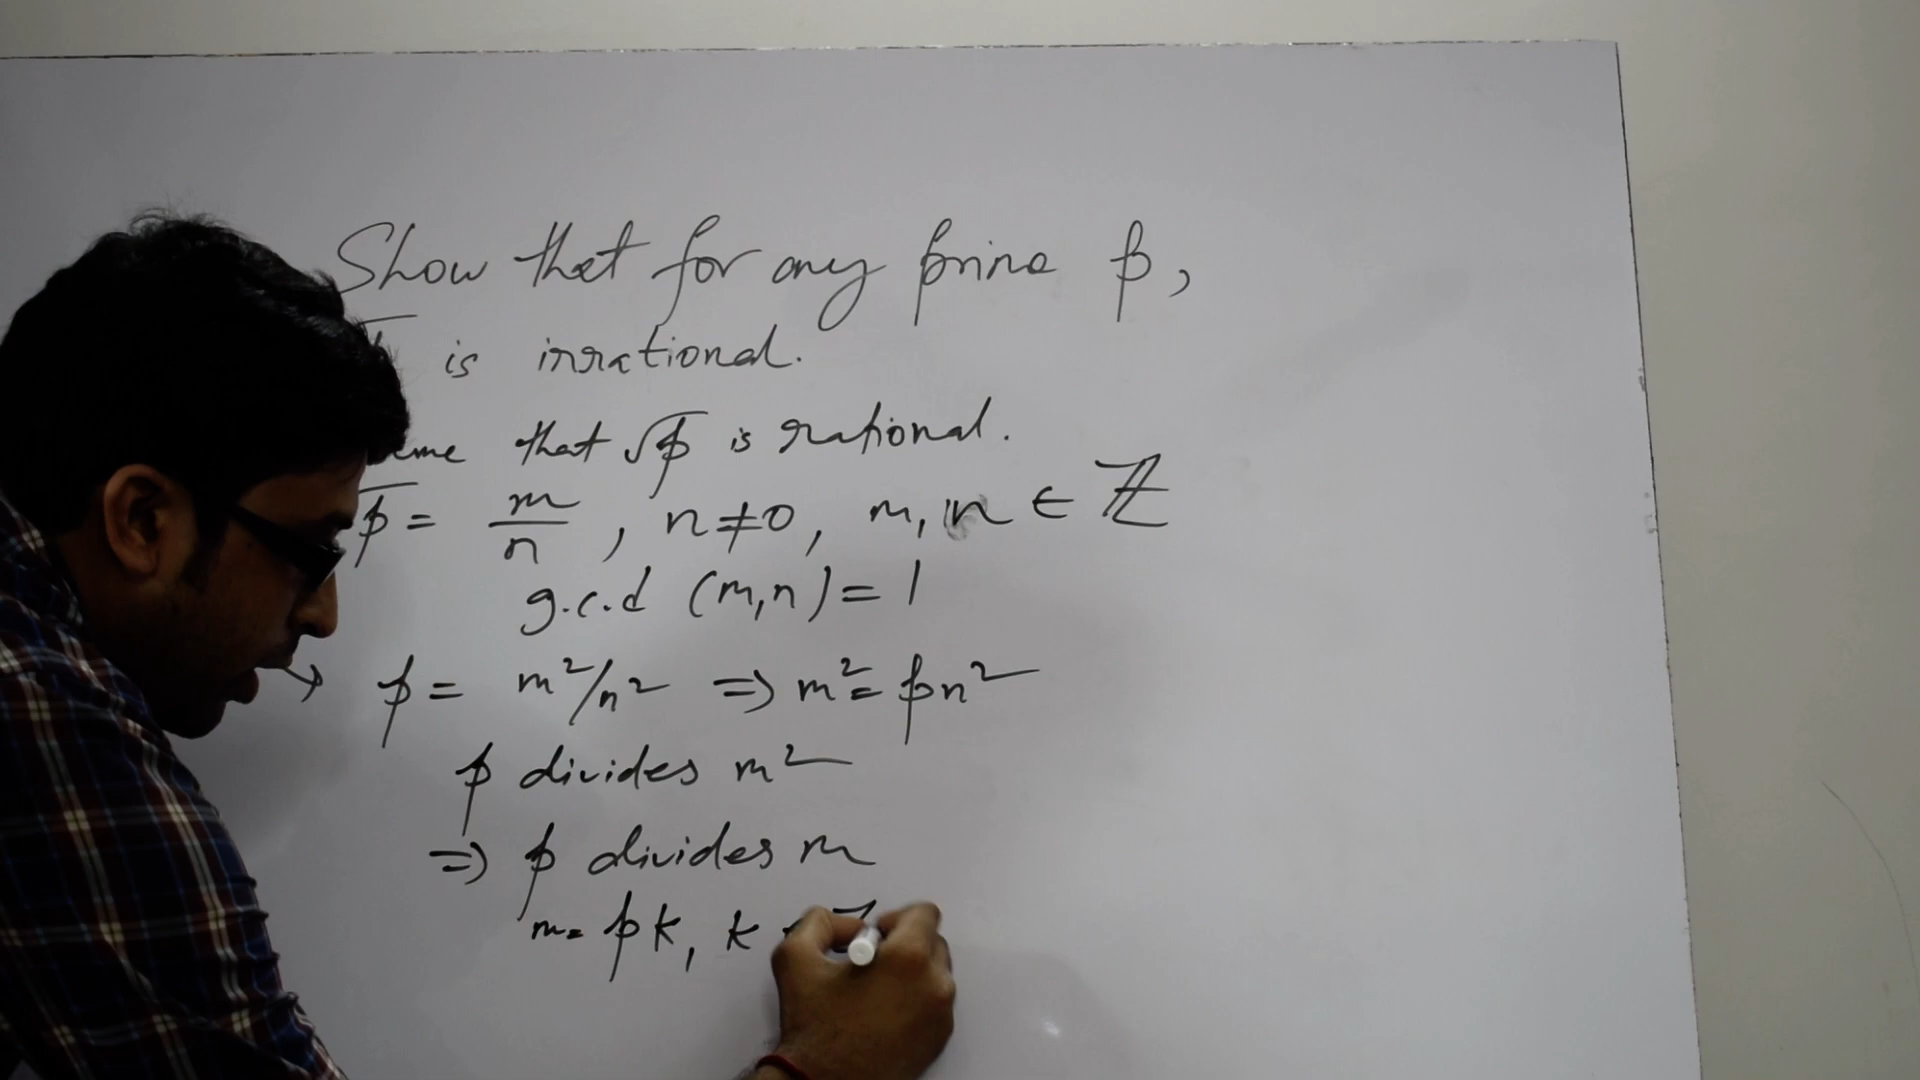 Show that for any prime p,
is irrational.
that √p is rational.
p = m/n, n≠0, m, n ∈ ℤ
g.c.d (m,n) = 1
→ p = m²/n² => m² = pn²
p divides m²
=> p divides m
m = pk, k